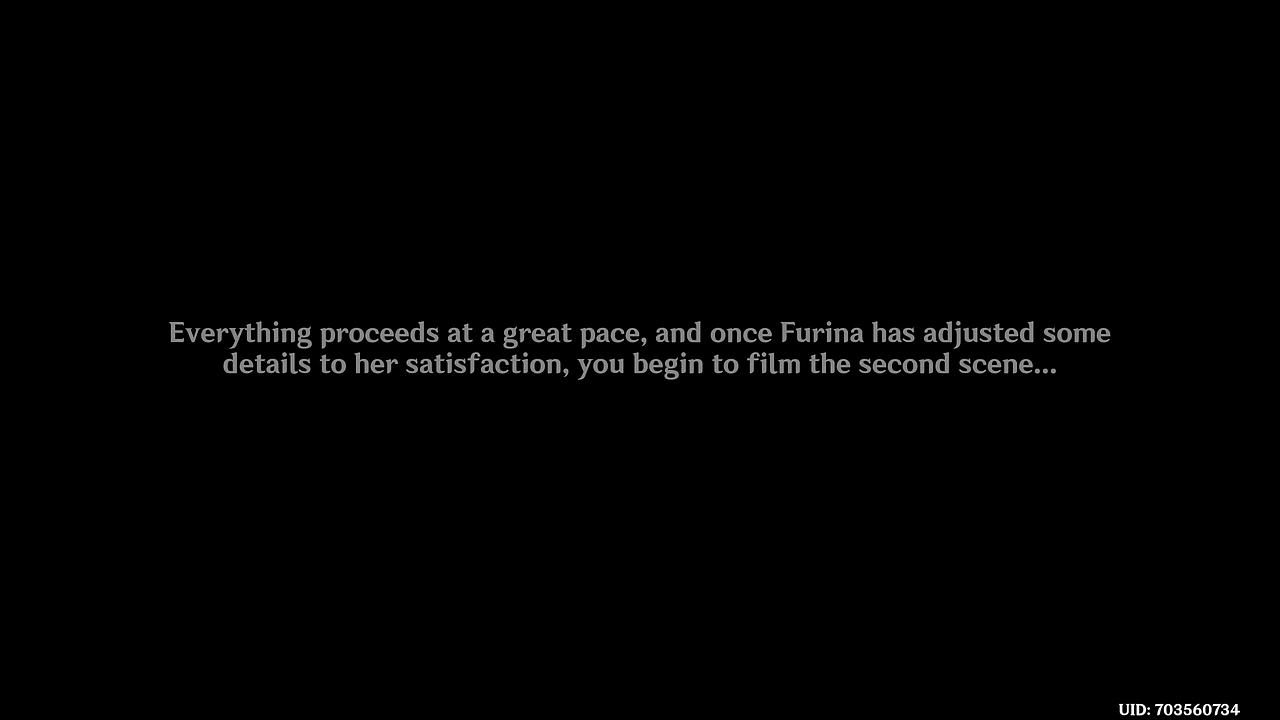 Everything proceeds at a great pace, and once Furina has adjusted some
details to her satisfaction, you begin to film the second scene...
UID: 703560734